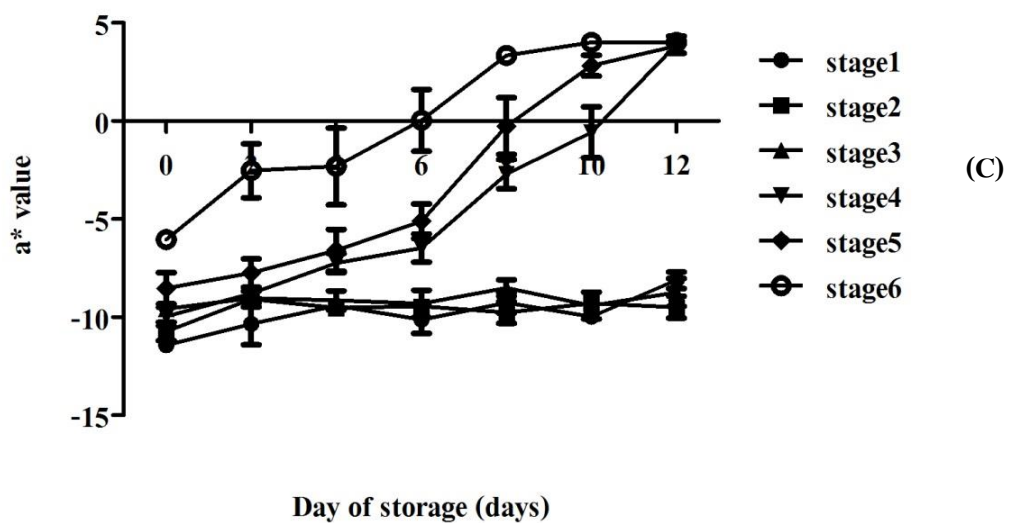 5
0
-5
-10
-15
a* value
0
6
10
12
Day of storage (days)
stage1
stage2
stage3
stage4
stage5
stage6
(C)